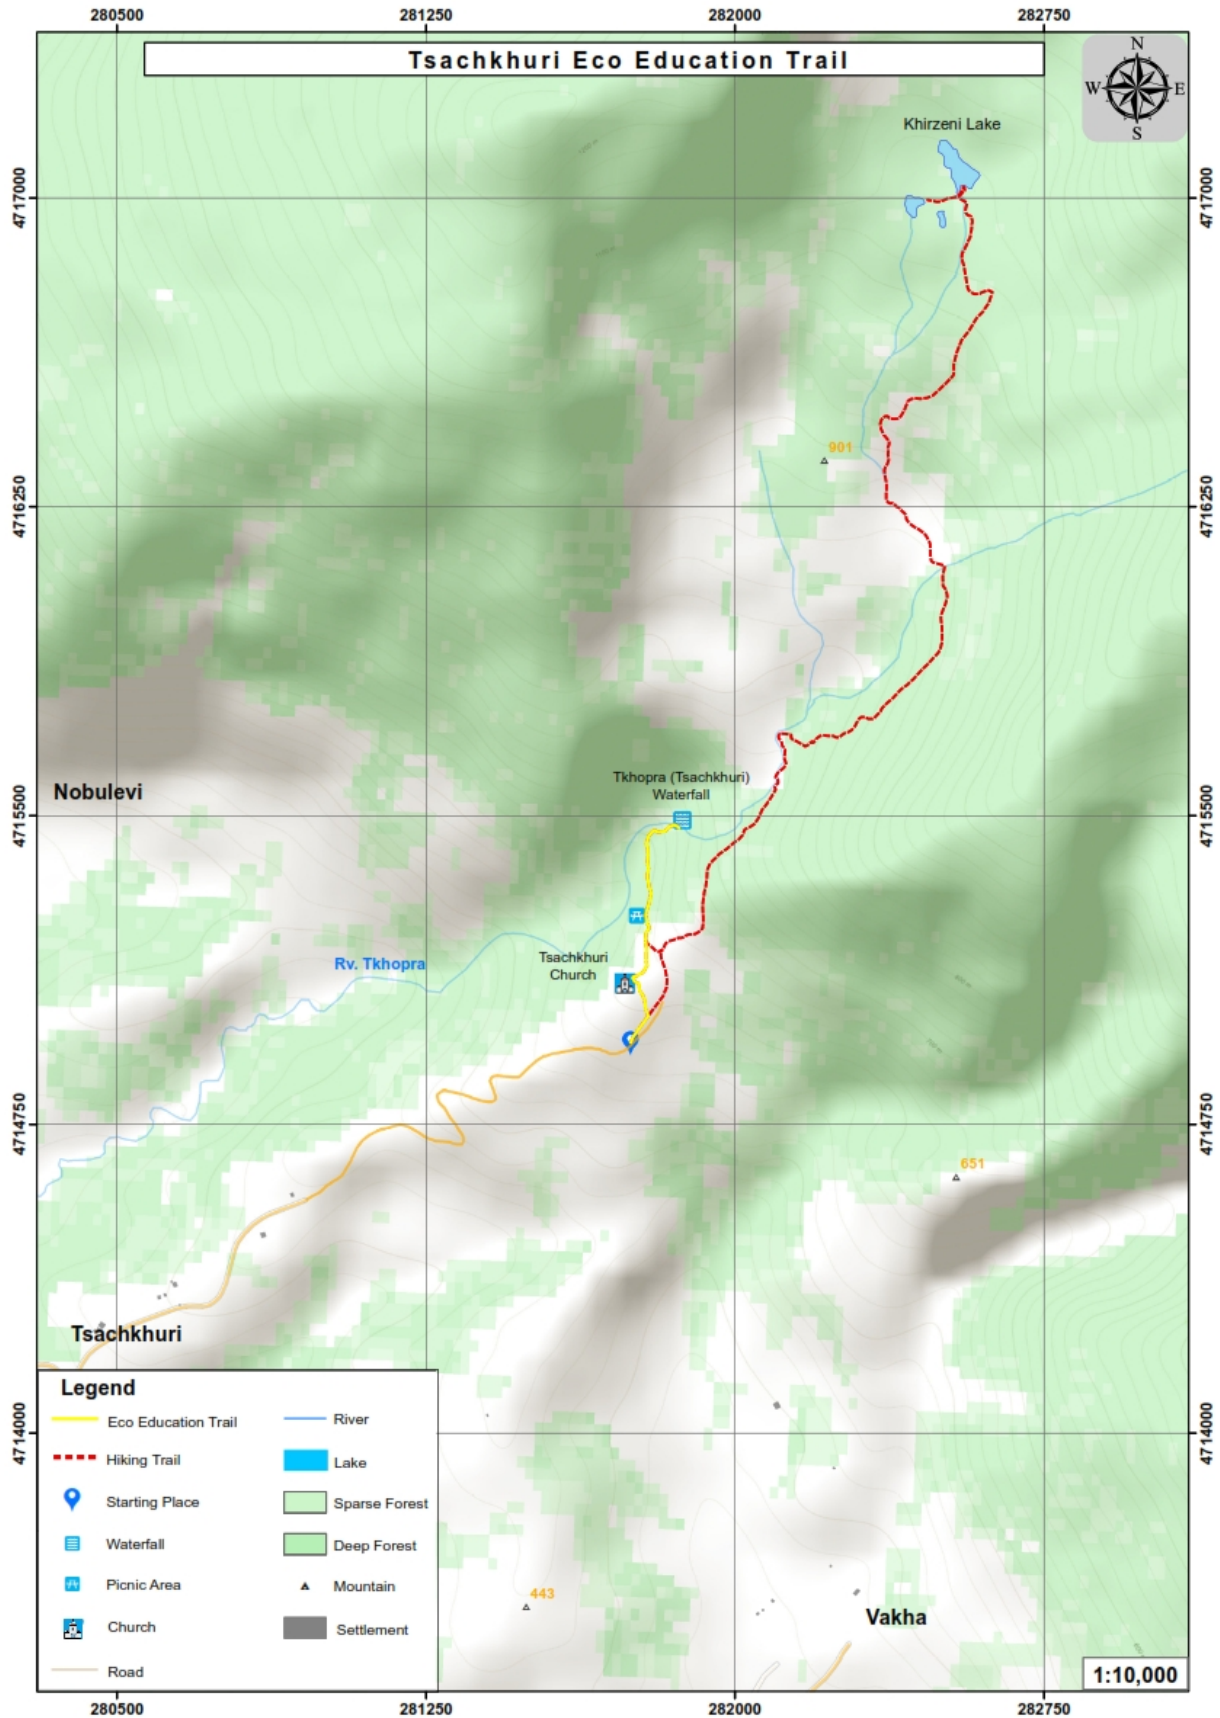 280500 281250 282000 282750
Tsachkhuri Eco Education Trail
N
W E
S
Khirzeni Lake
4717000 4717000
901
4716250 4716250
Tkhopra (Tsachkhuri)
Waterfall
Nobulevi
4715500 4715500
Tsachkhuri
Church
Rv. Tkhopra
4714750 4714750
651
Tsachkhuri
Legend
Eco Education Trail
Hiking Trail
Starting Place
Waterfall
Picnic Area
Church
Road
River
Lake
Sparse Forest
Deep Forest
Mountain
Settlement
4714000 4714000
443
Vakha
1:10,000
280500 281250 282000 282750